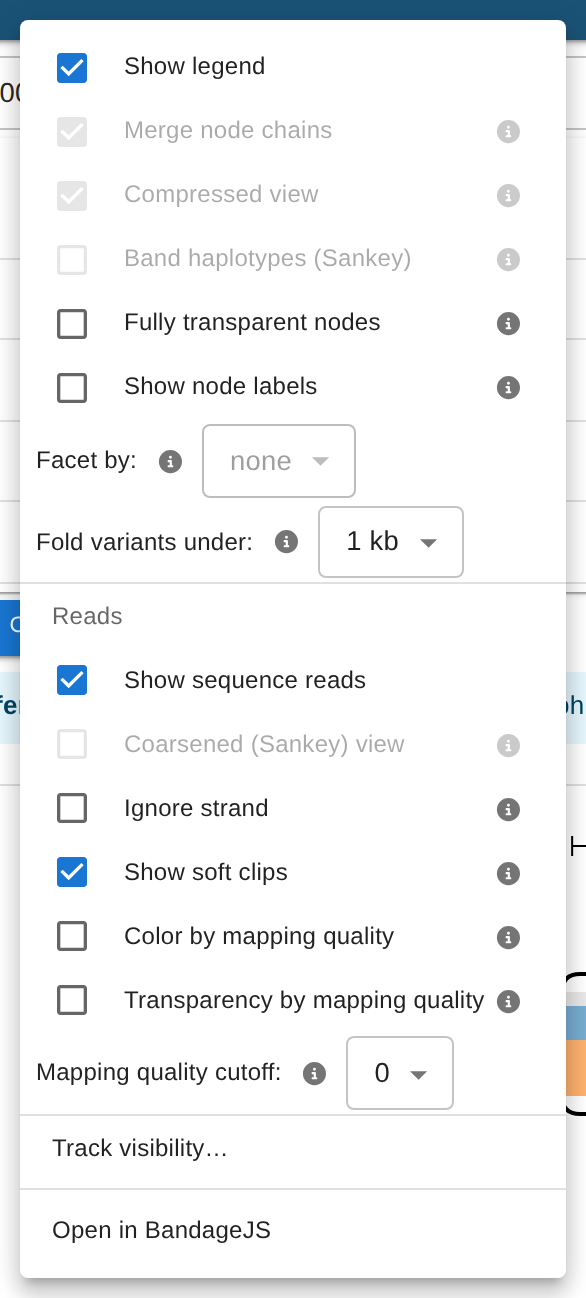 Show legend
Merge node chains
Compressed view
Band haplotypes (Sankey)
Fully transparent nodes
Show node labels
Facet by: none
Fold variants under: 1 kb
Reads
Show sequence reads
Coarsened (Sankey) view
Ignore strand
Show soft clips
Color by mapping quality
Transparency by mapping quality
Mapping quality cutoff: 0
Track visibility…
Open in BandageJS